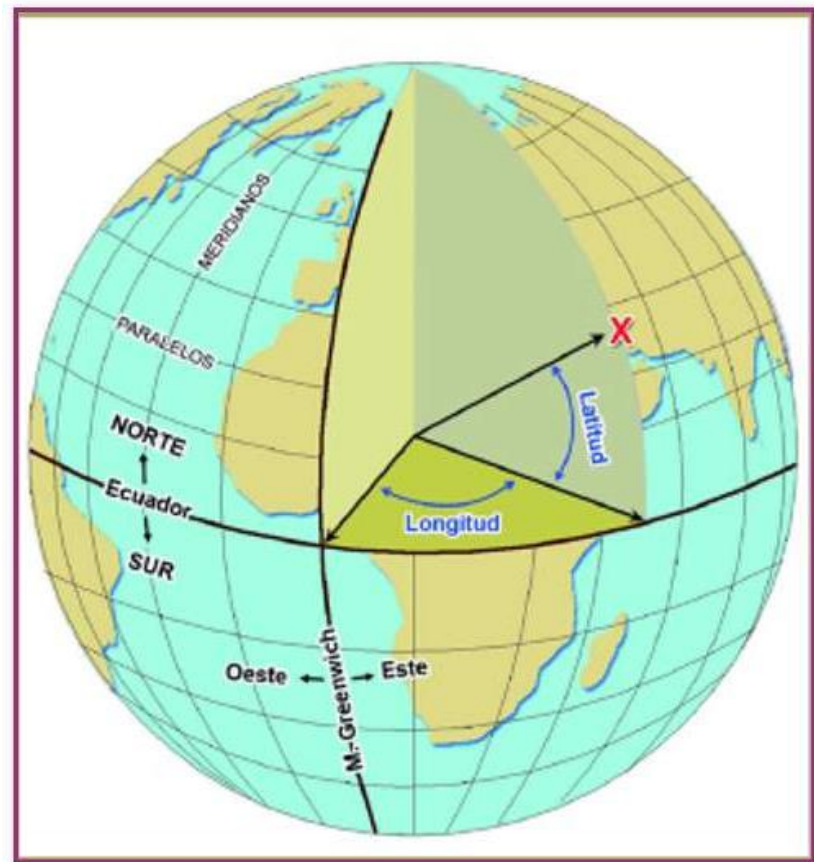 MERIDIANOS
PARALELOS
NORTE
Ecuador
SUR
X
Latitud
Longitud
Oeste
Este
M.-Greenwich